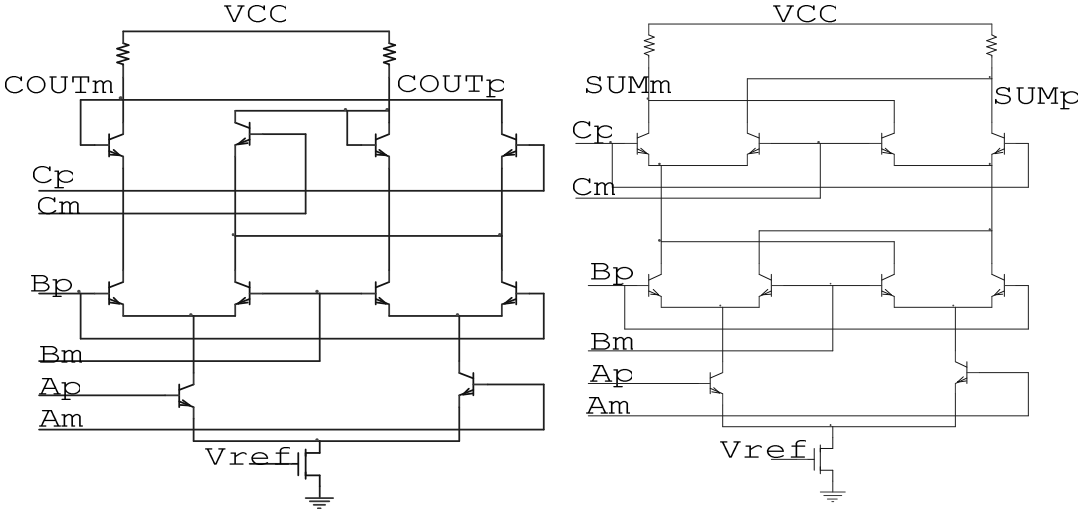 VCC
COUTm
COUTp
Cp
Cm
Bp
Bm
Ap
Am
Vref
VCC
SUMm
SUMp
Cp
Cm
Bp
Bm
Ap
Am
Vref